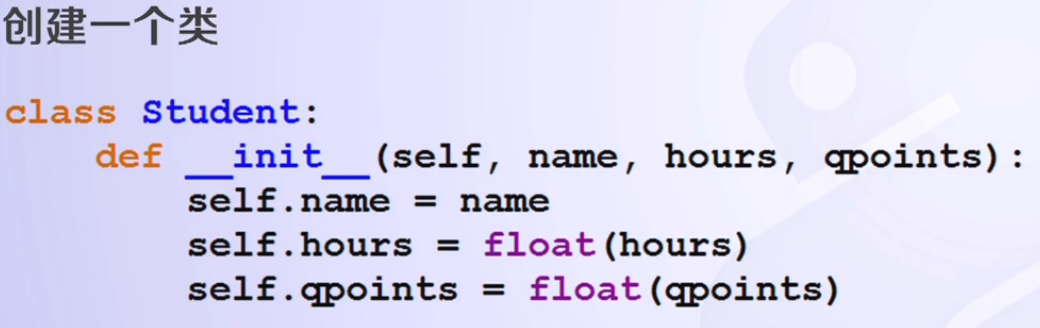 创建一个类
class Student:
    def __init__(self, name, hours, qpoints):
        self.name = name
        self.hours = float(hours)
        self.qpoints = float(qpoints)